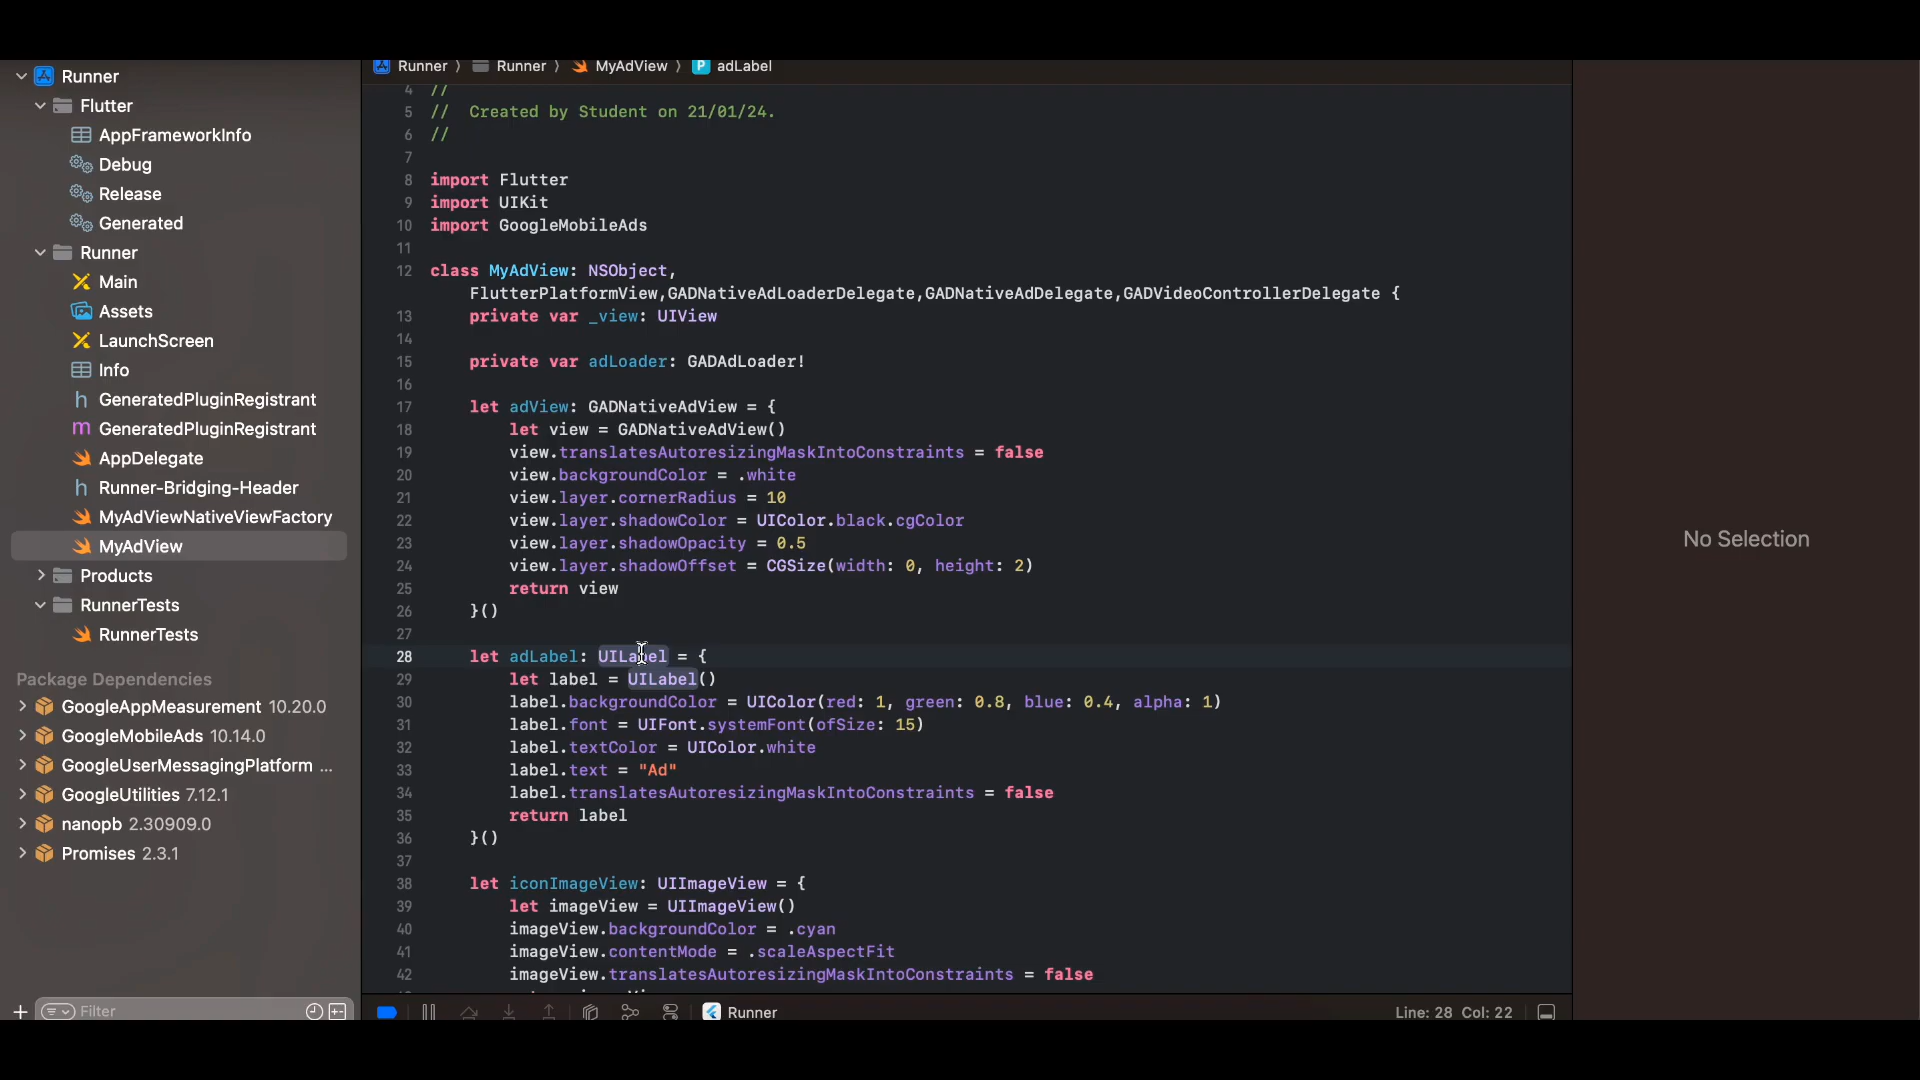 Runner
Flutter
AppFrameworkInfo
Debug
Release
Generated
Runner
Main
Assets
LaunchScreen
Info
h GeneratedPluginRegistrant
m GeneratedPluginRegistrant
AppDelegate
h Runner-Bridging-Header
MyAdViewNativeViewFactory
MyAdView
Products
RunnerTests
RunnerTests
Package Dependencies
GoogleAppMeasurement 10.20.0
GoogleMobileAds 10.14.0
GoogleUserMessagingPlatform ...
GoogleUtilities 7.12.1
nanopb 2.30909.0
Promises 2.3.1
Filter
Runner 〉 Runner 〉 MyAdView 〉 P adLabel
4 //
5 //  Created by Student on 21/01/24.
6 //
7
8 import Flutter
9 import UIKit
10 import GoogleMobileAds
11
12 class MyAdView: NSObject,
FlutterPlatformView,GADNativeAdLoaderDelegate,GADNativeAdDelegate,GADVideoControllerDelegate {
13 private var _view: UIView
14
15 private var adLoader: GADAdLoader!
16
17 let adView: GADNativeAdView = {
18 let view = GADNativeAdView()
19 view.translatesAutoresizingMaskIntoConstraints = false
20 view.backgroundColor = .white
21 view.layer.cornerRadius = 10
22 view.layer.shadowColor = UIColor.black.cgColor
23 view.layer.shadowOpacity = 0.5
24 view.layer.shadowOffset = CGSize(width: 0, height: 2)
25 return view
26 }()
27
28 let adLabel: UILabel = {
29 let label = UILabel()
30 label.backgroundColor = UIColor(red: 1, green: 0.8, blue: 0.4, alpha: 1)
31 label.font = UIFont.systemFont(ofSize: 15)
32 label.textColor = UIColor.white
33 label.text = "Ad"
34 label.translatesAutoresizingMaskIntoConstraints = false
35 return label
36 }()
37
38 let iconImageView: UIImageView = {
39 let imageView = UIImageView()
40 imageView.backgroundColor = .cyan
41 imageView.contentMode = .scaleAspectFit
42 imageView.translatesAutoresizingMaskIntoConstraints = false
Runner
Line: 28 Col: 22
No Selection